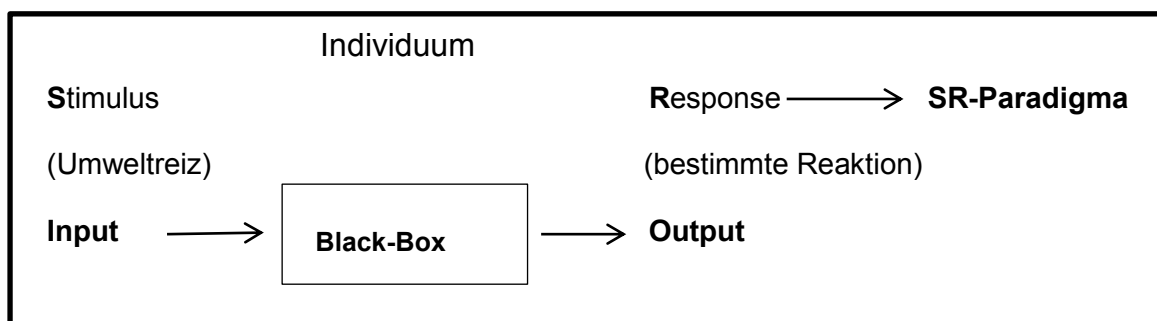 Individuum
Stimulus Response SR-Paradigma
(Umweltreiz) (bestimmte Reaktion)
Input Black-Box Output